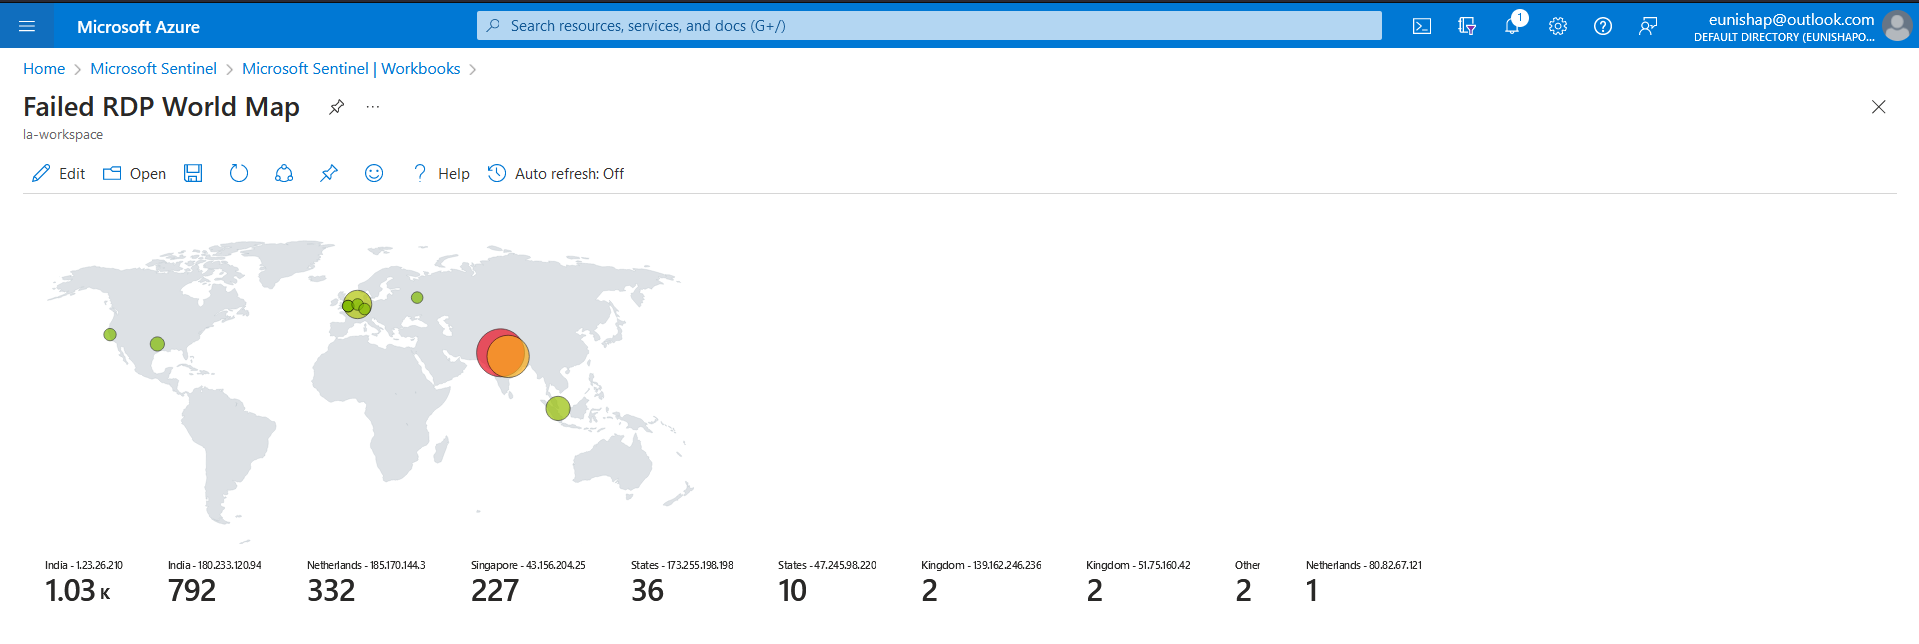 Microsoft Azure
Search resources, services, and docs (G+/)
1
eunishap@outlook.com
DEFAULT DIRECTORY (EUNISHAPO...
Home > Microsoft Sentinel > Microsoft Sentinel | Workbooks >
Failed RDP World Map
...
la-workspace
Edit
Open
Help
Auto refresh: Off
India - 1.23.26.210
1.03 K
India - 180.233.120.94
792
Netherlands - 185.170.144.3
332
Singapore - 43.156.204.25
227
States - 173.255.198.198
36
States - 47.245.98.220
10
Kingdom - 139.162.246.236
2
Kingdom - 51.75.160.42
2
Other
2
Netherlands - 80.82.67.121
1